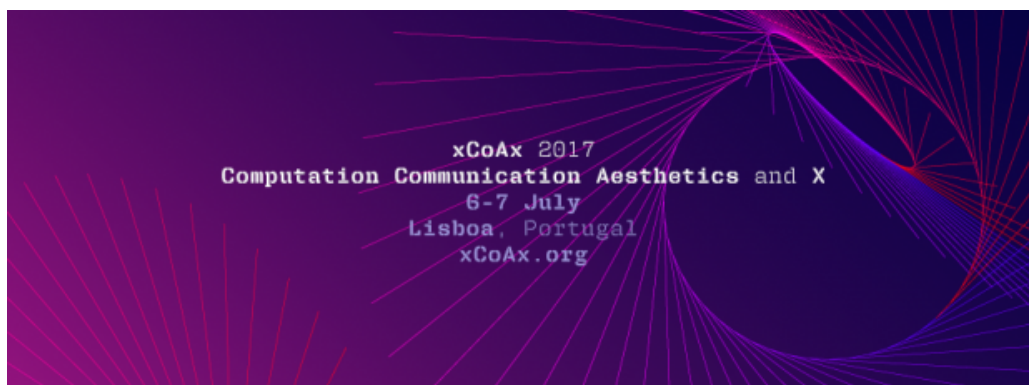 xCoAx 2017
Computation Communication Aesthetics and X
6-7 July
Lisboa, Portugal
xCoAx.org